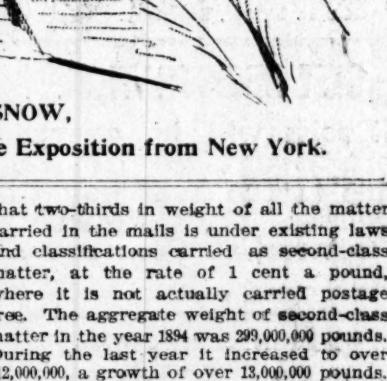 SNOW,
e Exposition from New York.
hat two-thirds in weight of all the matter
arried in the mails is under existing laws
nd classifications carried as second-class
natter, at the rate of 1 cent a pound,
where it is not actually carried postage
ree. The aggregate weight of second-class
natter in the year 1894 was 299,000,000 pounds.
During the last year it increased to over
12,000,000, a growth of over 13,000,000 pounds.